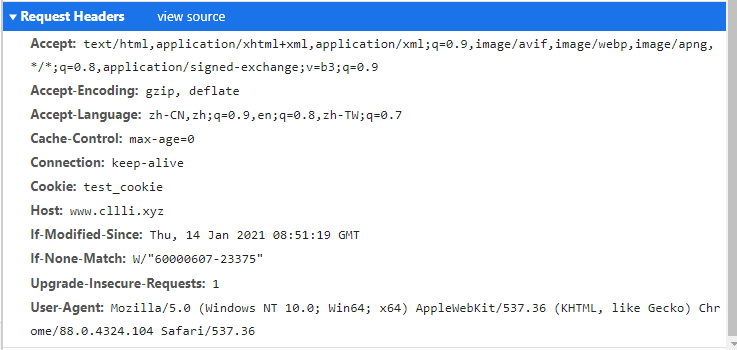 Request Headers view source
Accept: text/html,application/xhtml+xml,application/xml;q=0.9,image/avif,image/webp,image/apng,
*/*;q=0.8,application/signed-exchange;v=b3;q=0.9
Accept-Encoding: gzip, deflate
Accept-Language: zh-CN,zh;q=0.9,en;q=0.8,zh-TW;q=0.7
Cache-Control: max-age=0
Connection: keep-alive
Cookie: test_cookie
Host: www.cllli.xyz
If-Modified-Since: Thu, 14 Jan 2021 08:51:19 GMT
If-None-Match: W/"60000607-23375"
Upgrade-Insecure-Requests: 1
User-Agent: Mozilla/5.0 (Windows NT 10.0; Win64; x64) AppleWebKit/537.36 (KHTML, like Gecko) Chr
ome/88.0.4324.104 Safari/537.36